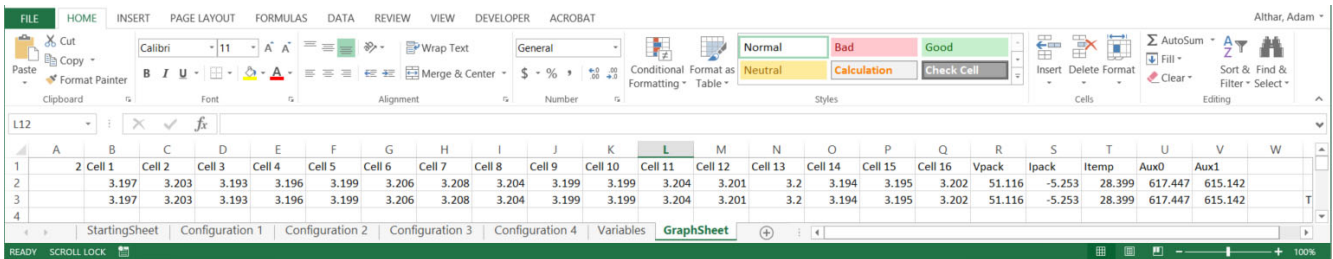 FILE HOME INSERT PAGE LAYOUT FORMULAS DATA REVIEW VIEW DEVELOPER ACROBAT Althar, Adam
Cut
Copy
Format Painter
Paste
Clipboard
Calibri 11 A A
B I U A
Font
Wrap Text
Merge & Center
Alignment
General
$ % , .0 .00 .00 .0
Number
Conditional Formatting
Format as Table
Normal Bad Good
Neutral Calculation Check Cell
Styles
Insert Delete Format
Cells
AutoSum
Fill
Clear
Sort & Filter
Find & Select
Editing
L12 fx
A B C D E F G H I J K L M N O P Q R S T U V W
1 2 Cell 1 Cell 2 Cell 3 Cell 4 Cell 5 Cell 6 Cell 7 Cell 8 Cell 9 Cell 10 Cell 11 Cell 12 Cell 13 Cell 14 Cell 15 Cell 16 Vpack Ipack Itemp Aux0 Aux1
2 3.197 3.203 3.193 3.196 3.199 3.206 3.208 3.204 3.199 3.199 3.204 3.201 3.2 3.194 3.195 3.202 51.116 -5.253 28.399 617.447 615.142
3 3.197 3.203 3.193 3.196 3.199 3.206 3.208 3.204 3.199 3.199 3.204 3.201 3.2 3.194 3.195 3.202 51.116 -5.253 28.399 617.447 615.142 T
4
StartingSheet Configuration 1 Configuration 2 Configuration 3 Configuration 4 Variables GraphSheet
READY SCROLL LOCK 100%